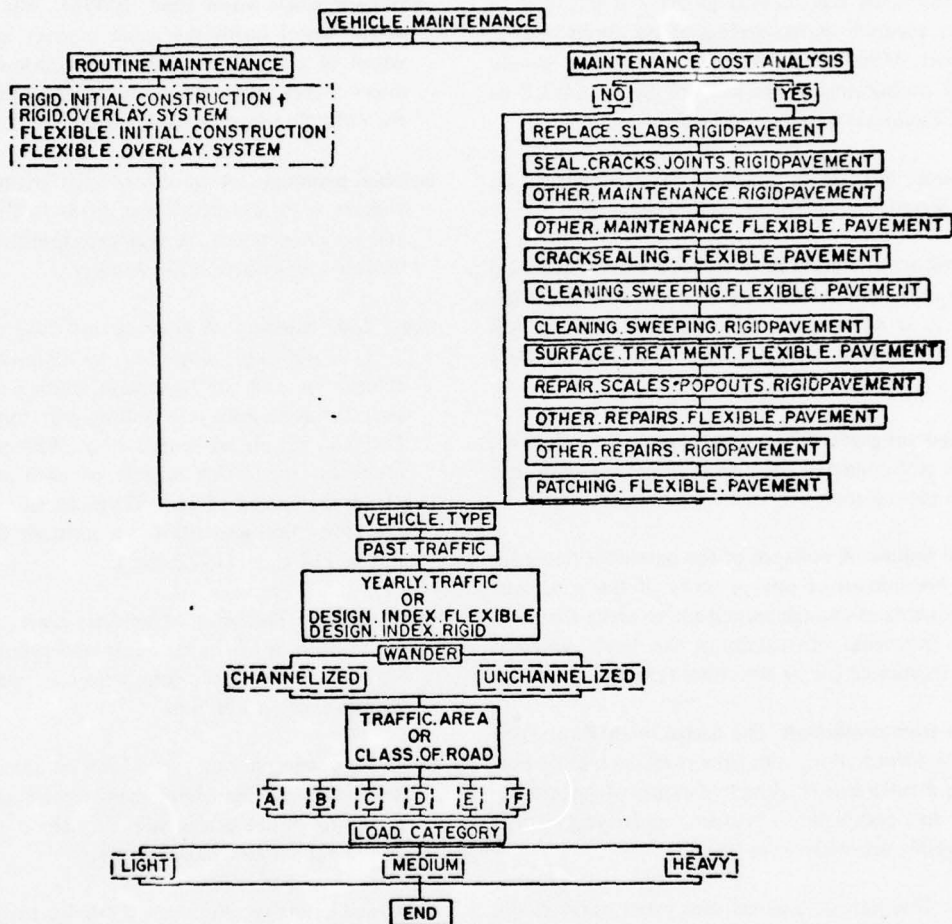 VEHICLE.MAINTENANCE
ROUTINE.MAINTENANCE
RIGID.INITIAL.CONSTRUCTION †
RIGID.OVERLAY.SYSTEM
FLEXIBLE.INITIAL.CONSTRUCTION
FLEXIBLE.OVERLAY.SYSTEM
MAINTENANCE.COST.ANALYSIS
NO
YES
REPLACE.SLABS.RIGIDPAVEMENT
SEAL.CRACKS.JOINTS.RIGIDPAVEMENT
OTHER.MAINTENANCE.RIGIDPAVEMENT
OTHER.MAINTENANCE.FLEXIBLE.PAVEMENT
CRACKSEALING.FLEXIBLE.PAVEMENT
CLEANING.SWEEPING.FLEXIBLE.PAVEMENT
CLEANING.SWEEPING.RIGIDPAVEMENT
SURFACE.TREATMENT.FLEXIBLE.PAVEMENT
REPAIR.SCALES.POPOUTS.RIGIDPAVEMENT
OTHER.REPAIRS.FLEXIBLE.PAVEMENT
OTHER.REPAIRS.RIGIDPAVEMENT
PATCHING.FLEXIBLE.PAVEMENT
VEHICLE.TYPE
PAST.TRAFFIC
YEARLY.TRAFFIC
OR
DESIGN.INDEX.FLEXIBLE
DESIGN.INDEX.RIGID
WANDER
CHANNELIZED
UNCHANNELIZED
TRAFFIC.AREA
OR
CLASS.OF.ROAD
A B C D E F
LOAD.CATEGORY
LIGHT MEDIUM HEAVY
END